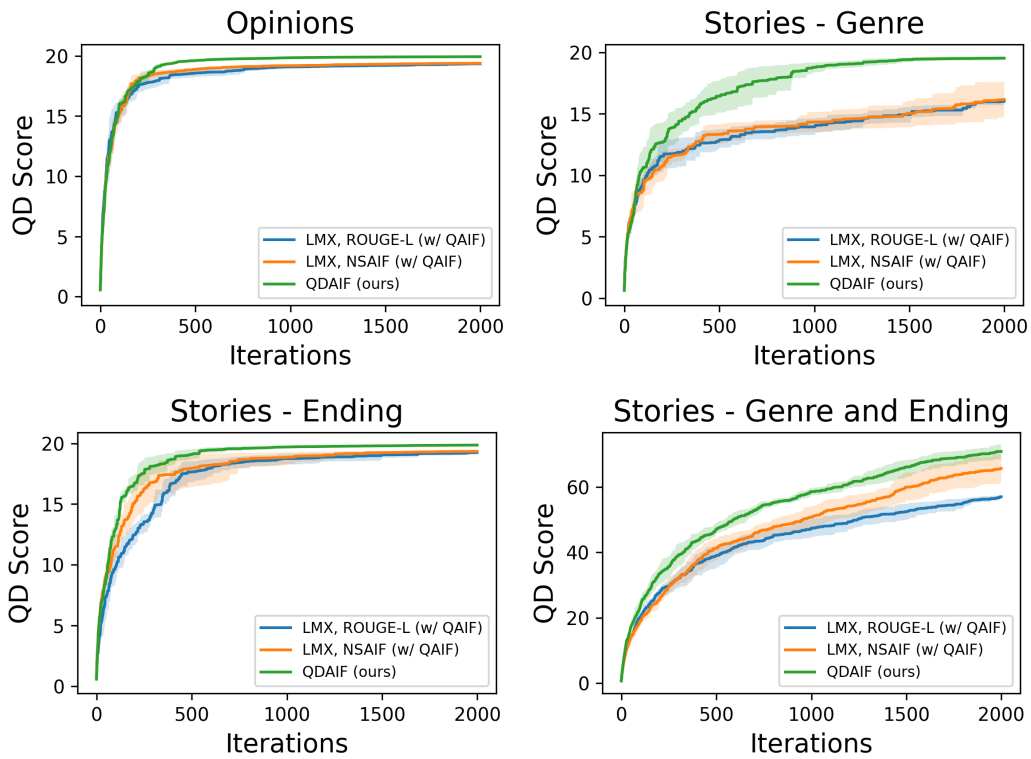 Opinions
QD Score
20
15
10
5
0
LMX, ROUGE-L (w/ QAIF)
LMX, NSAIF (w/ QAIF)
QDAIF (ours)
0 500 1000 1500 2000
Iterations
Stories - Genre
QD Score
20
15
10
5
0
LMX, ROUGE-L (w/ QAIF)
LMX, NSAIF (w/ QAIF)
QDAIF (ours)
0 500 1000 1500 2000
Iterations
Stories - Ending
QD Score
20
15
10
5
0
LMX, ROUGE-L (w/ QAIF)
LMX, NSAIF (w/ QAIF)
QDAIF (ours)
0 500 1000 1500 2000
Iterations
Stories - Genre and Ending
QD Score
60
40
20
0
LMX, ROUGE-L (w/ QAIF)
LMX, NSAIF (w/ QAIF)
QDAIF (ours)
0 500 1000 1500 2000
Iterations